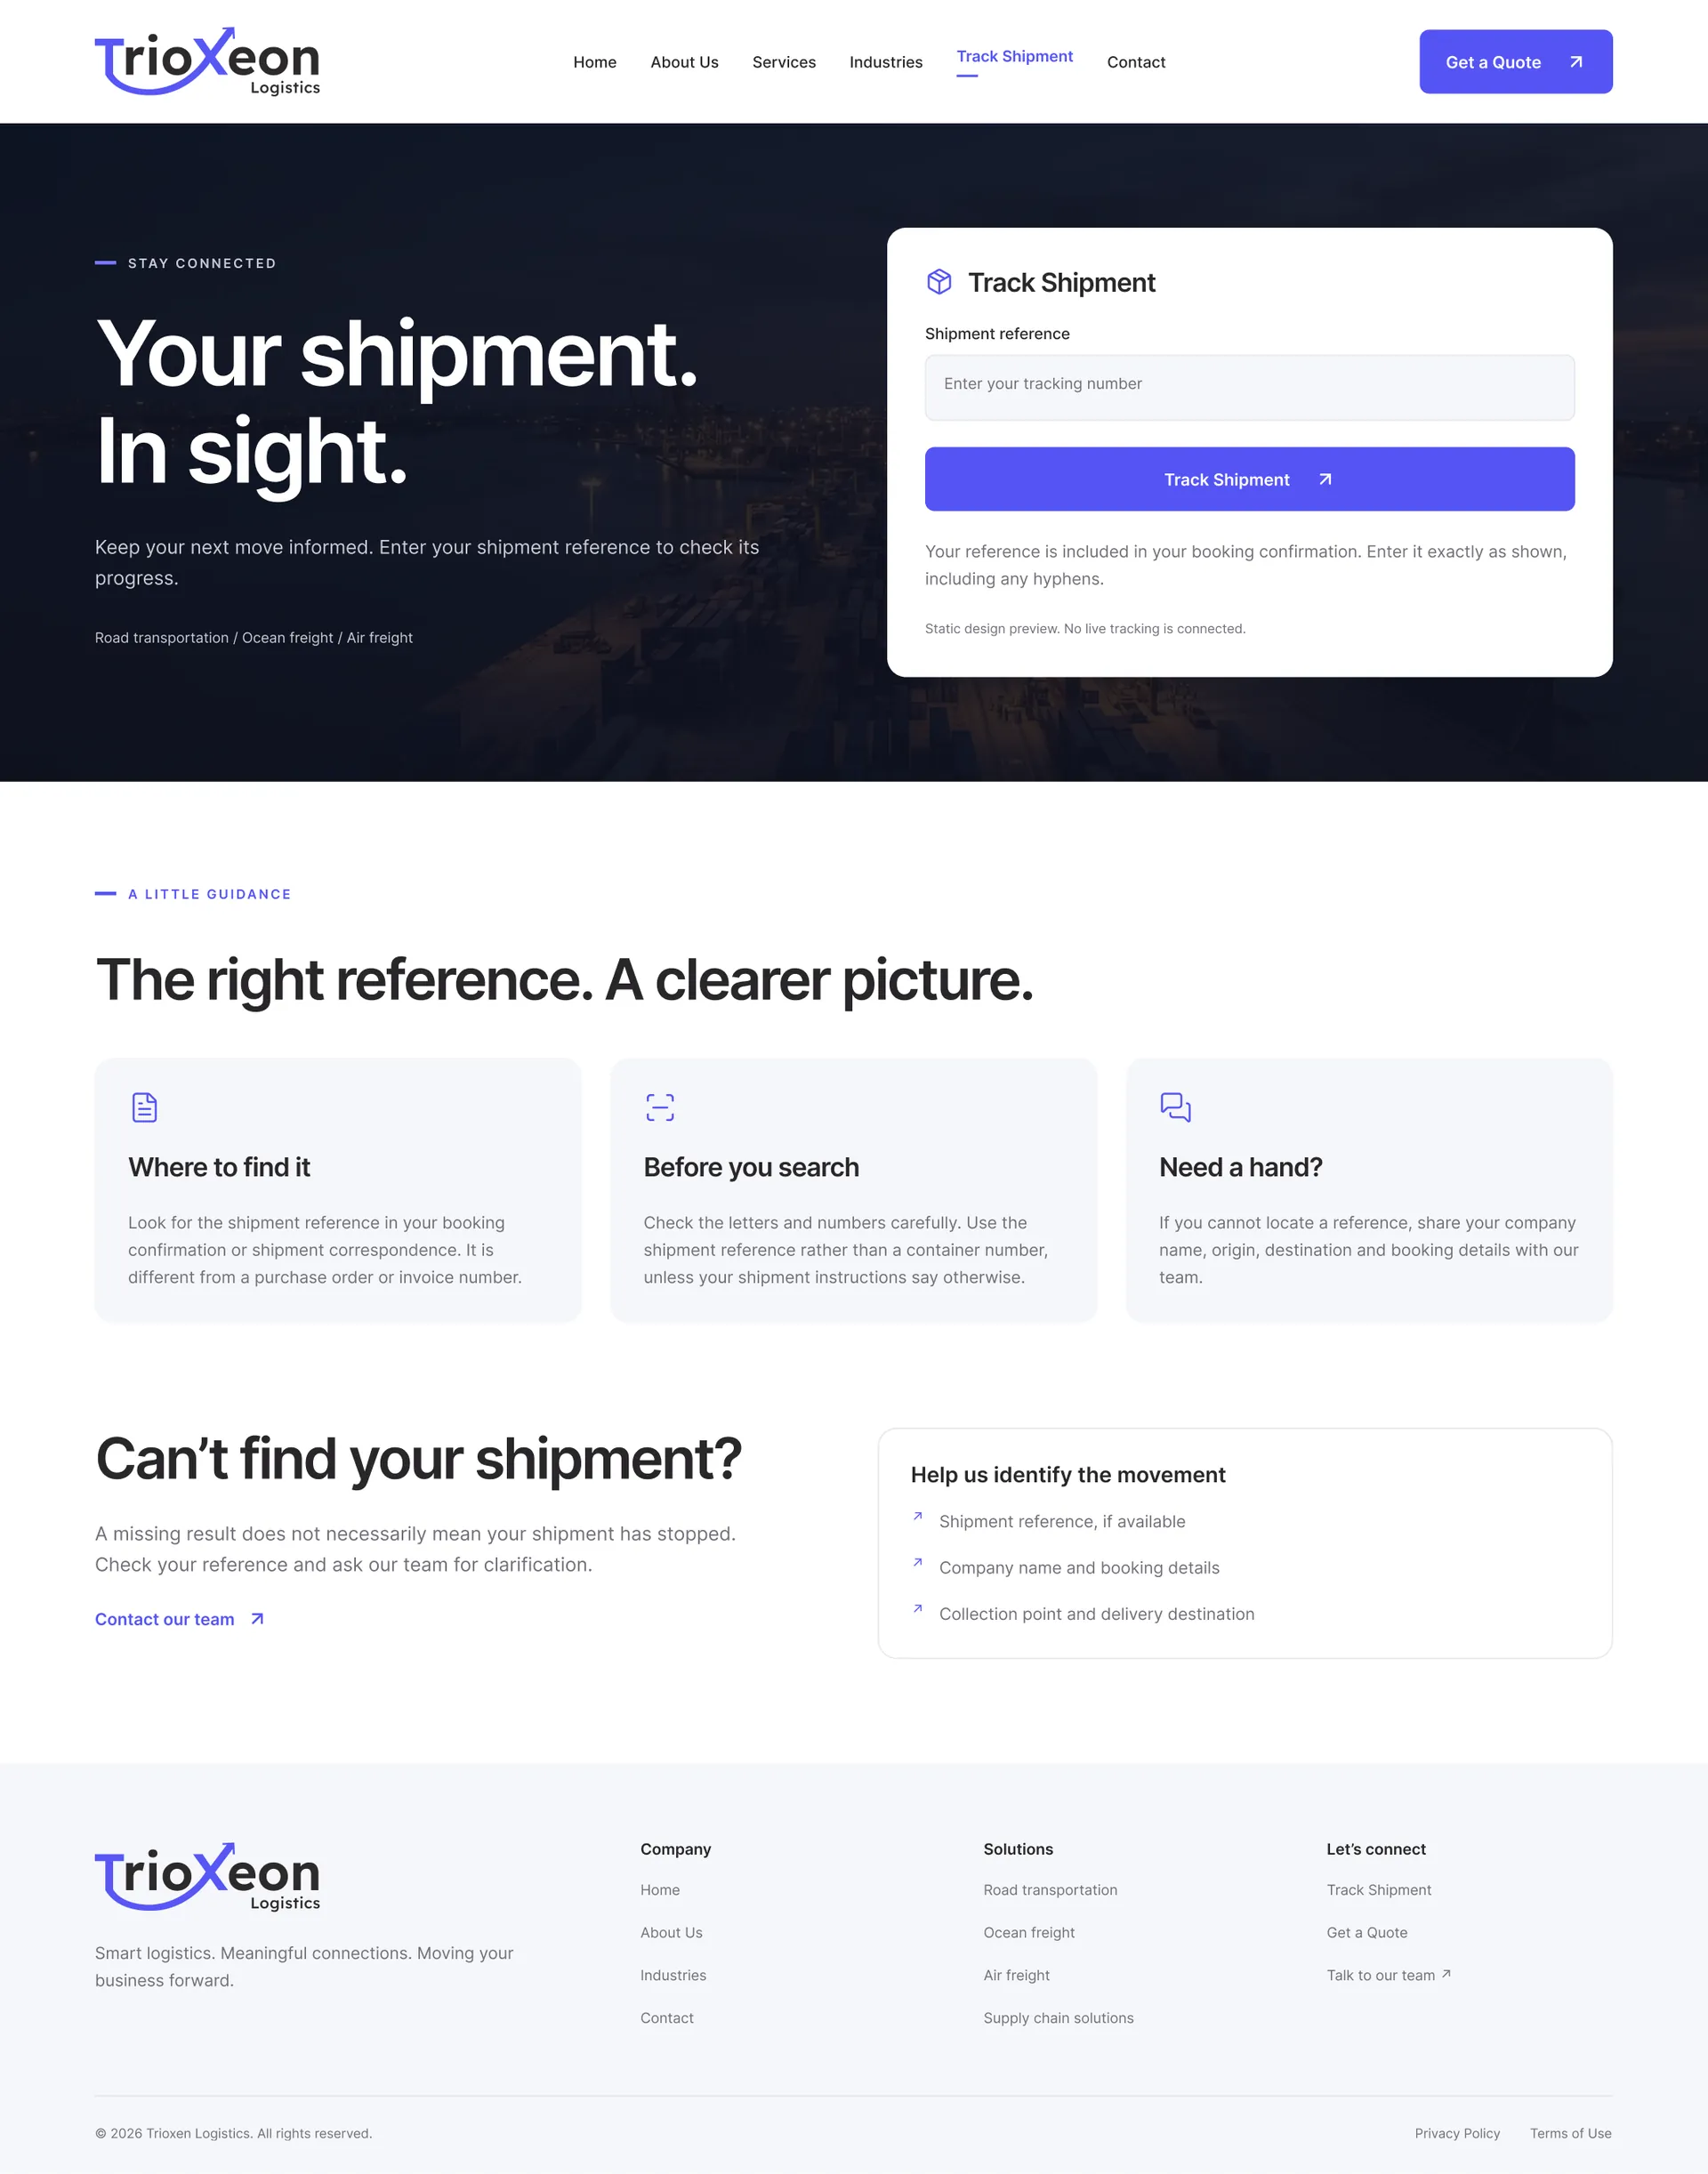 TrioXeon
Logistics
Home
About Us
Services
Industries
Track Shipment
Contact
Get a Quote
STAY CONNECTED
Your shipment.
In sight.
Keep your next move informed. Enter your shipment reference to check its
progress.
Road transportation / Ocean freight / Air freight
Track Shipment
Shipment reference
Enter your tracking number
Track Shipment
Your reference is included in your booking confirmation. Enter it exactly as shown,
including any hyphens.
Static design preview. No live tracking is connected.
A LITTLE GUIDANCE
The right reference. A clearer picture.
Where to find it
Look for the shipment reference in your booking
confirmation or shipment correspondence. It is
different from a purchase order or invoice number.
Before you search
Check the letters and numbers carefully. Use the
shipment reference rather than a container number,
unless your shipment instructions say otherwise.
Need a hand?
If you cannot locate a reference, share your company
name, origin, destination and booking details with our
team.
Can’t find your shipment?
A missing result does not necessarily mean your shipment has stopped.
Check your reference and ask our team for clarification.
Contact our team
Help us identify the movement
Shipment reference, if available
Company name and booking details
Collection point and delivery destination
TrioXeon
Logistics
Smart logistics. Meaningful connections. Moving your
business forward.
Company
Home
About Us
Industries
Contact
Solutions
Road transportation
Ocean freight
Air freight
Supply chain solutions
Let’s connect
Track Shipment
Get a Quote
Talk to our team ↗
© 2026 Trioxen Logistics. All rights reserved.
Privacy Policy
Terms of Use